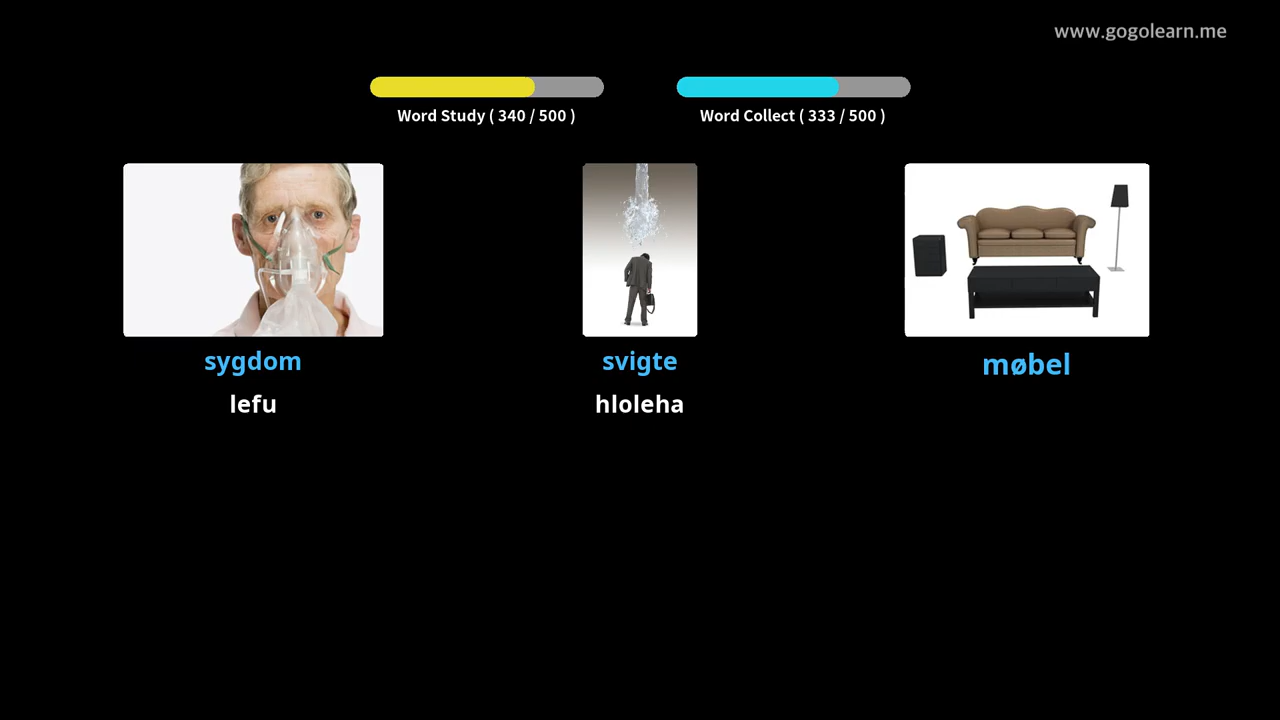 www.gogolearn.me
Word Study ( 340 / 500 )
Word Collect ( 333 / 500 )
sygdom
lefu
svigte
hloleha
møbel